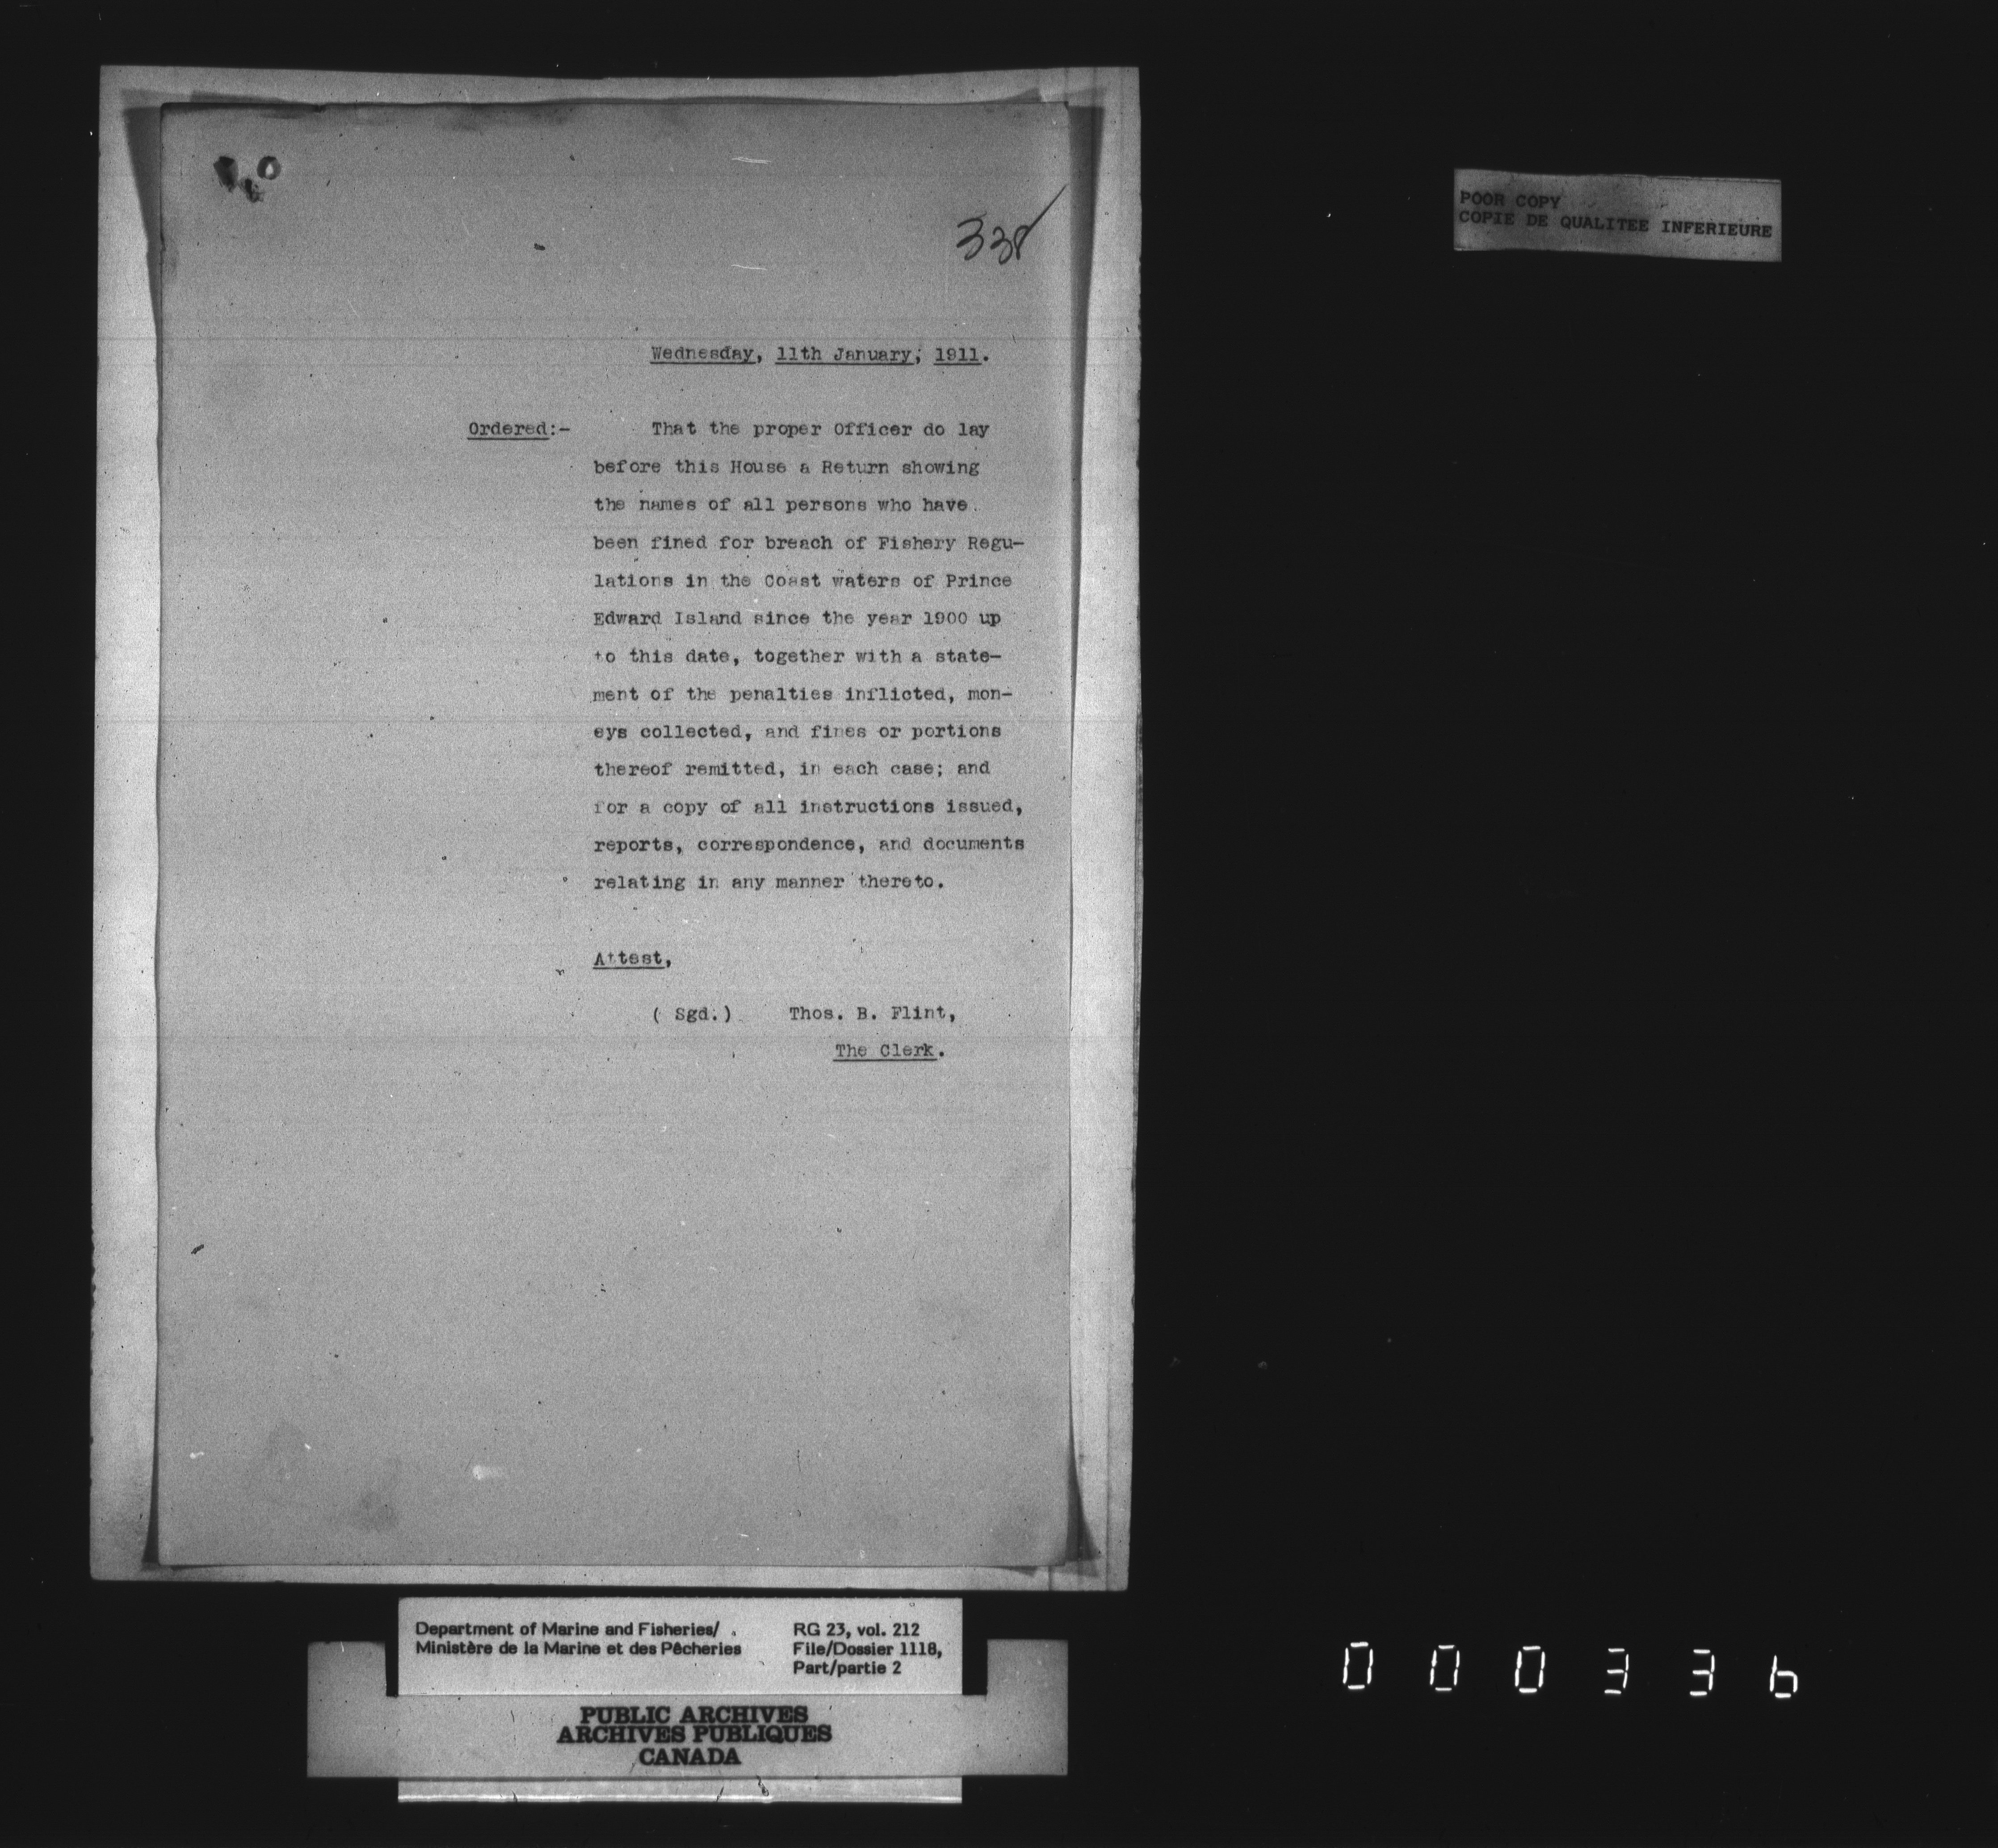 338
POOR COPY
COPIE DE QUALITEE INFERIEURE
Wednesday, 11th January, 1911.
Ordered:- That the proper Officer do lay
before this House a Return showing
the names of all persons who have
been fined for breach of Fishery Regu-
lations in the Coast waters of Prince
Edward Island since the year 1900 up
to this date, together with a state-
ment of the penalties inflicted, mon-
eys collected, and fines or portions
thereof remitted, in each case; and
for a copy of all instructions issued,
reports, correspondence, and documents
relating in any manner thereto.
Attest,
( Sgd.) Thos. B. Flint,
The Clerk.
Department of Marine and Fisheries/
Ministère de la Marine et des Pêcheries
RG 23, vol. 212
File/Dossier 1118,
Part/partie 2
PUBLIC ARCHIVES
ARCHIVES PUBLIQUES
CANADA
000336